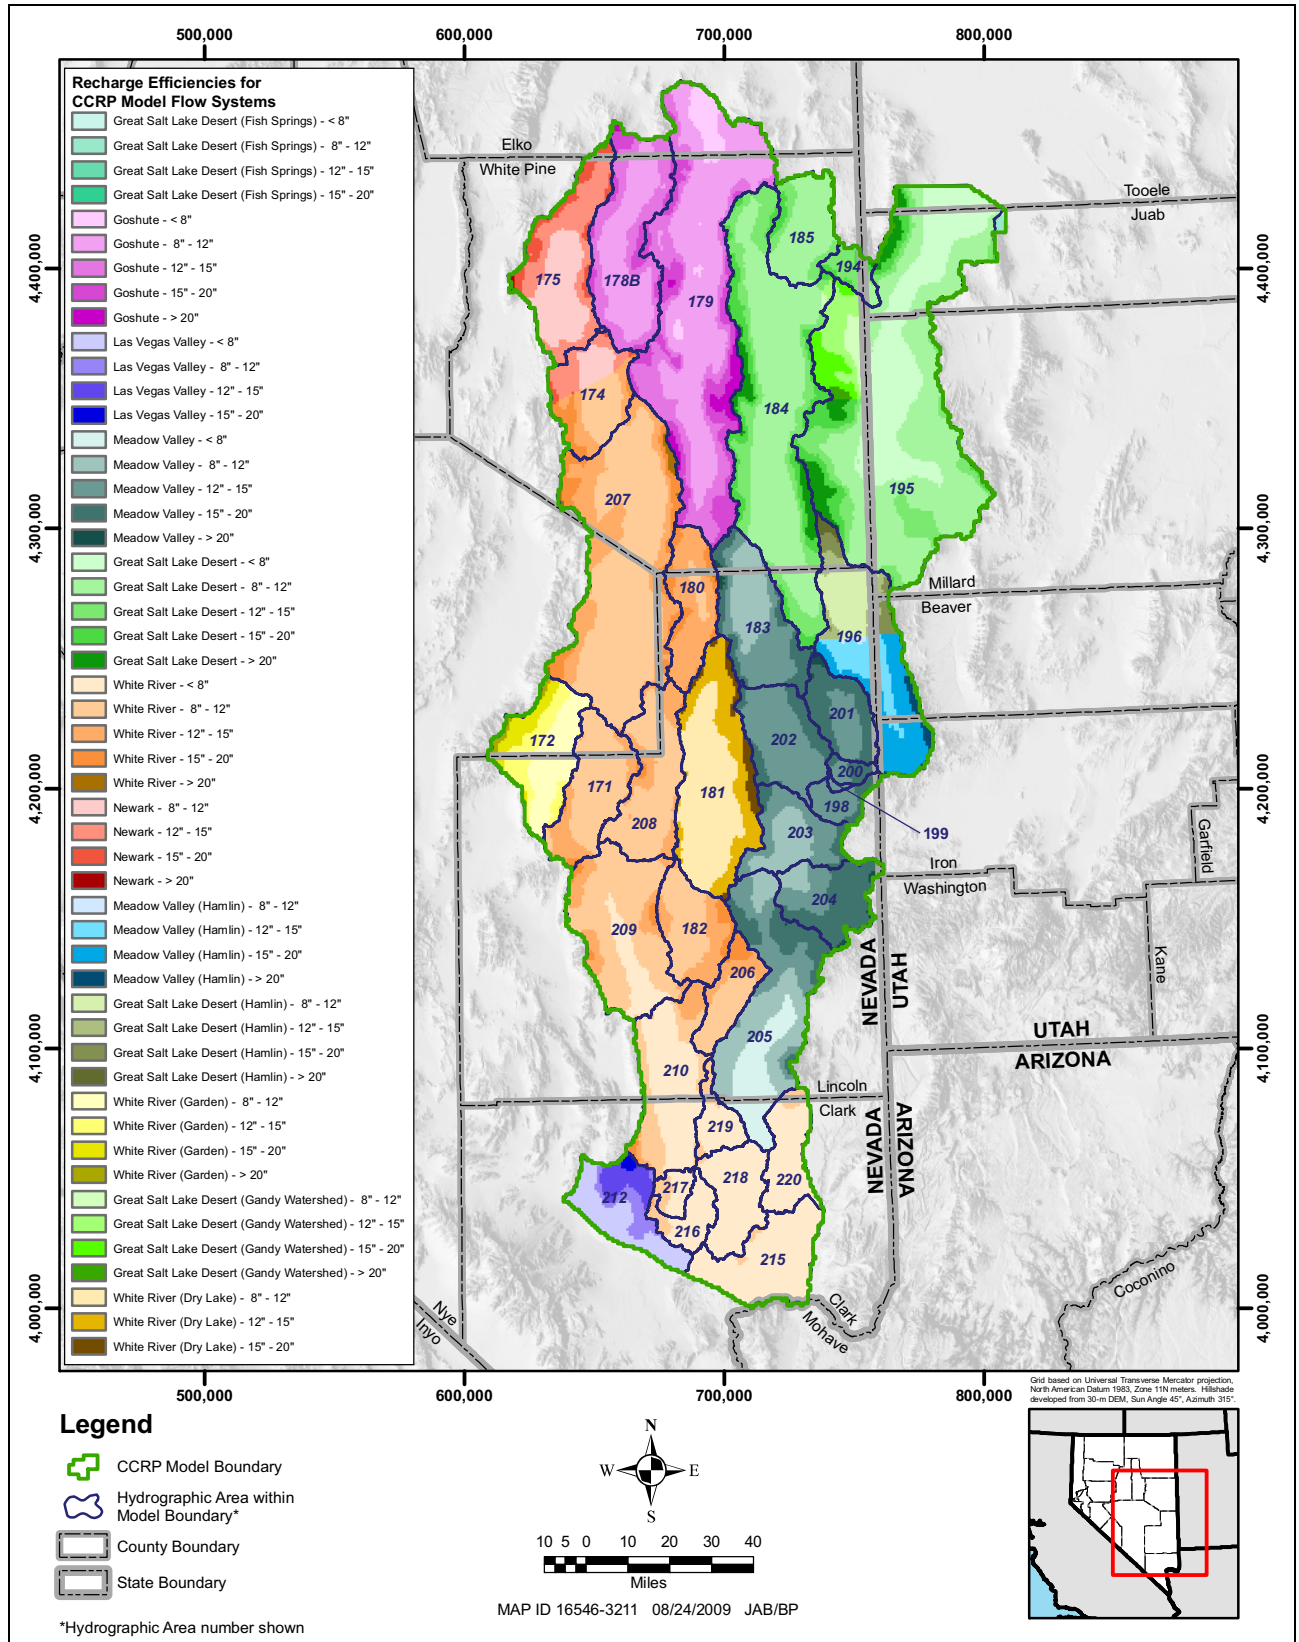 500,000
600,000
700,000
800,000
Recharge Efficiencies for
CCRP Model Flow Systems
Great Salt Lake Desert (Fish Springs) - < 8"
Great Salt Lake Desert (Fish Springs) - 8" - 12"
Great Salt Lake Desert (Fish Springs) - 12" - 15"
Great Salt Lake Desert (Fish Springs) - 15" - 20"
Goshute - < 8"
Goshute - 8" - 12"
Goshute - 12" - 15"
Goshute - 15" - 20"
Goshute - > 20"
Las Vegas Valley - < 8"
Las Vegas Valley - 8" - 12"
Las Vegas Valley - 12" - 15"
Las Vegas Valley - 15" - 20"
Meadow Valley - < 8"
Meadow Valley - 8" - 12"
Meadow Valley - 12" - 15"
Meadow Valley - 15" - 20"
Meadow Valley - > 20"
Great Salt Lake Desert - < 8"
Great Salt Lake Desert - 8" - 12"
Great Salt Lake Desert - 12" - 15"
Great Salt Lake Desert - 15" - 20"
Great Salt Lake Desert - > 20"
White River - < 8"
White River - 8" - 12"
White River - 12" - 15"
White River - 15" - 20"
White River - > 20"
Newark - 8" - 12"
Newark - 12" - 15"
Newark - 15" - 20"
Newark - > 20"
Meadow Valley (Hamlin) - 8" - 12"
Meadow Valley (Hamlin) - 12" - 15"
Meadow Valley (Hamlin) - 15" - 20"
Meadow Valley (Hamlin) - > 20"
Great Salt Lake Desert (Hamlin) - 8" - 12"
Great Salt Lake Desert (Hamlin) - 12" - 15"
Great Salt Lake Desert (Hamlin) - 15" - 20"
Great Salt Lake Desert (Hamlin) - > 20"
White River (Garden) - 8" - 12"
White River (Garden) - 12" - 15"
White River (Garden) - 15" - 20"
White River (Garden) - > 20"
Great Salt Lake Desert (Gandy Watershed) - 8" - 12"
Great Salt Lake Desert (Gandy Watershed) - 12" - 15"
Great Salt Lake Desert (Gandy Watershed) - 15" - 20"
Great Salt Lake Desert (Gandy Watershed) - > 20"
White River (Dry Lake) - 8" - 12"
White River (Dry Lake) - 12" - 15"
White River (Dry Lake) - 15" - 20"
4,400,000
4,300,000
4,200,000
4,100,000
4,000,000
Elko
White Pine
Tooele
Juab
185
194
175
178B
179
174
184
195
207
180
Millard
Beaver
183
196
172
201
202
200
171
181
198
208
203
199
Garfield
Iron
Washington
204
209
182
NEVADA
UTAH
Kane
206
205
UTAH
ARIZONA
210
Lincoln
Clark
219
NEVADA
ARIZONA
218
220
217
212
216
215
Coconino
Clark
Mohave
Nye
Inyo
4,400,000
4,300,000
4,200,000
4,100,000
4,000,000
500,000
600,000
700,000
800,000
Grid based on Universal Transverse Mercator projection,
North American Datum 1983, Zone 11N meters. Hillshade
developed from 30-m DEM, Sun Angle 45°, Azimuth 315°.
Legend
CCRP Model Boundary
Hydrographic Area within
Model Boundary*
County Boundary
State Boundary
*Hydrographic Area number shown
N
W
E
S
10 5 0 10 20 30 40
Miles
MAP ID 16546-3211 08/24/2009 JAB/BP